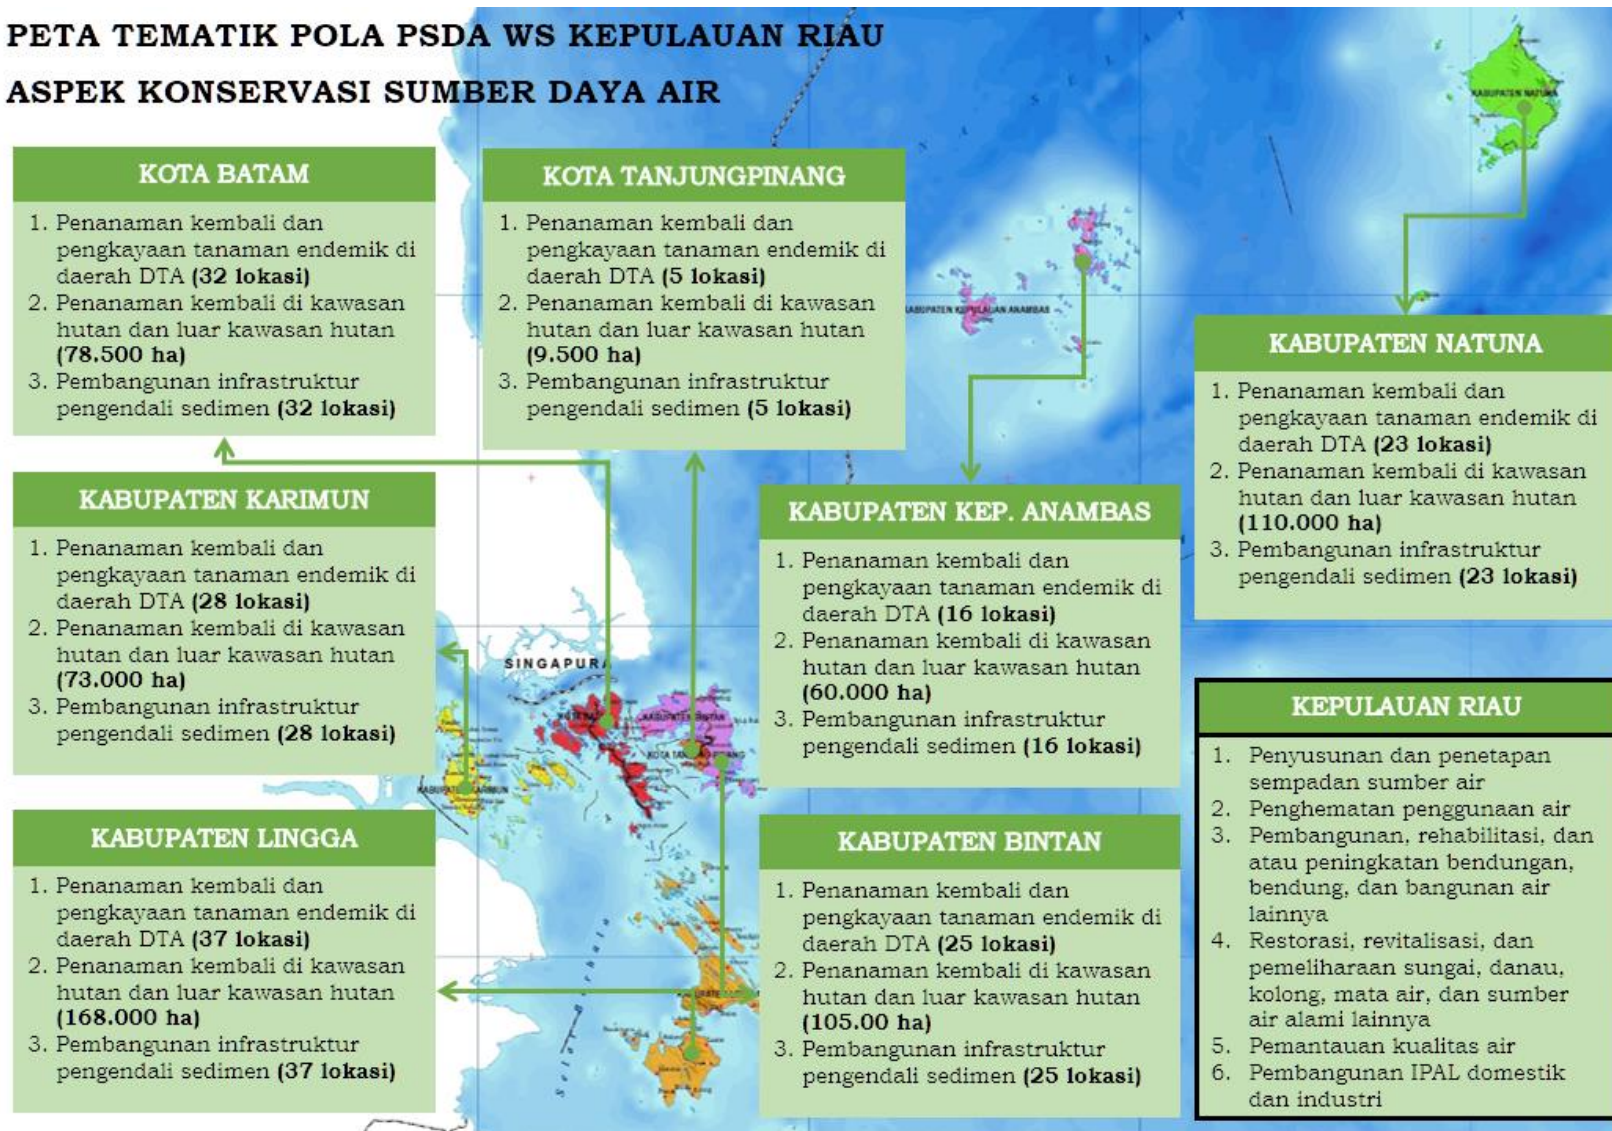 PETA TEMATIK POLA PSDA WS KEPULAUAN RIAU
ASPEK KONSERVASI SUMBER DAYA AIR
KOTA BATAM
1. Penanaman kembali dan
pengkayaan tanaman endemik di
daerah DTA (32 lokasi)
2. Penanaman kembali di kawasan
hutan dan luar kawasan hutan
(78.500 ha)
3. Pembangunan infrastruktur
pengendali sedimen (32 lokasi)
KOTA TANJUNGPINANG
1. Penanaman kembali dan
pengkayaan tanaman endemik di
daerah DTA (5 lokasi)
2. Penanaman kembali di kawasan
hutan dan luar kawasan hutan
(9.500 ha)
3. Pembangunan infrastruktur
pengendali sedimen (5 lokasi)
KABUPATEN NATUNA
KABUPATEN KEPULAUAN ANAMBAS
KABUPATEN NATUNA
1. Penanaman kembali dan
pengkayaan tanaman endemik di
daerah DTA (23 lokasi)
2. Penanaman kembali di kawasan
hutan dan luar kawasan hutan
(110.000 ha)
3. Pembangunan infrastruktur
pengendali sedimen (23 lokasi)
KABUPATEN KARIMUN
1. Penanaman kembali dan
pengkayaan tanaman endemik di
daerah DTA (28 lokasi)
2. Penanaman kembali di kawasan
hutan dan luar kawasan hutan
(73.000 ha)
3. Pembangunan infrastruktur
pengendali sedimen (28 lokasi)
KABUPATEN KEP. ANAMBAS
1. Penanaman kembali dan
pengkayaan tanaman endemik di
daerah DTA (16 lokasi)
2. Penanaman kembali di kawasan
hutan dan luar kawasan hutan
(60.000 ha)
3. Pembangunan infrastruktur
pengendali sedimen (16 lokasi)
SINGAPURA
KABUPATEN BINTAN
KABUPATEN LINGGA
1. Penanaman kembali dan
pengkayaan tanaman endemik di
daerah DTA (37 lokasi)
2. Penanaman kembali di kawasan
hutan dan luar kawasan hutan
(168.000 ha)
3. Pembangunan infrastruktur
pengendali sedimen (37 lokasi)
Selat Berhala
KABUPATEN BINTAN
1. Penanaman kembali dan
pengkayaan tanaman endemik di
daerah DTA (25 lokasi)
2. Penanaman kembali di kawasan
hutan dan luar kawasan hutan
(105.00 ha)
3. Pembangunan infrastruktur
pengendali sedimen (25 lokasi)
KEPULAUAN RIAU
1. Penyusunan dan penetapan
sempadan sumber air
2. Penghematan penggunaan air
3. Pembangunan, rehabilitasi, dan
atau peningkatan bendungan,
bendung, dan bangunan air
lainnya
4. Restorasi, revitalisasi, dan
pemeliharaan sungai, danau,
kolong, mata air, dan sumber
air alami lainnya
5. Pemantauan kualitas air
6. Pembangunan IPAL domestik
dan industri